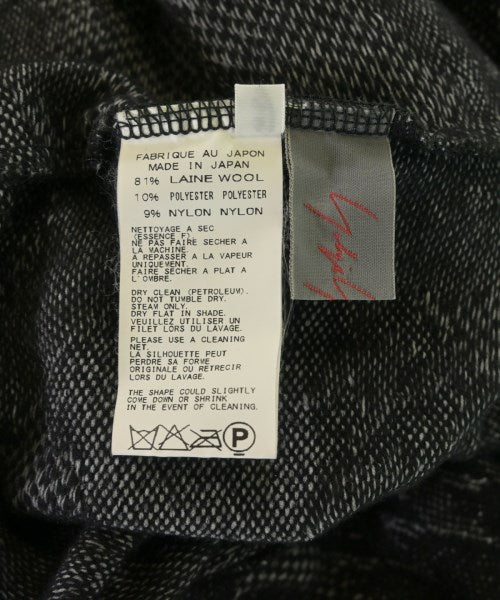 FABRIQUE AU JAPON
MADE IN JAPAN
81% LAINE WOOL
10% POLYESTER POLYESTER
9% NYLON NYLON
NETTOYAGE A SEC
(ESSENCE F).
NE PAS FAIRE SECHER A
LA MACHINE.
A REPASSER A LA VAPEUR
UNIQUEMENT.
FAIRE SECHER A PLAT A
L'OMBRE.
DRY CLEAN (PETROLEUM).
DO NOT TUMBLE DRY.
STEAM ONLY.
DRY FLAT IN SHADE.
VEUILLEZ UTILISER UN
FILET LORS DU LAVAGE.
PLEASE USE A CLEANING
NET.
LA SILHOUETTE PEUT
PERDRE SA FORME
ORIGINALE OU RETRECIR
LORS DU LAVAGE.
THE SHAPE COULD SLIGHTLY
COME DOWN OR SHRINK
IN THE EVENT OF CLEANING.
P